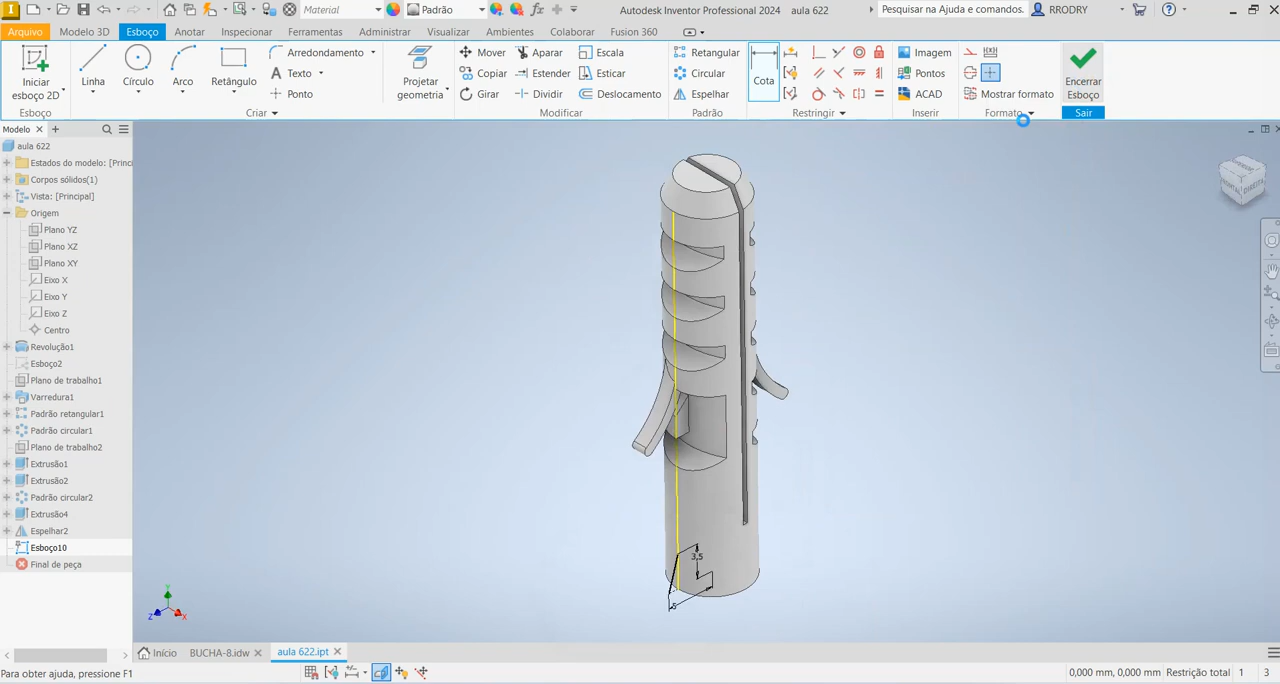 Material
Padrão
Autodesk Inventor Professional 2024
aula 622
Pesquisar na Ajuda e comandos.
RRODRY
Arquivo
Modelo 3D
Esboço
Anotar
Inspecionar
Ferramentas
Administrar
Visualizar
Ambientes
Colaborar
Fusion 360
Iniciar
esboço 2D
Linha
Círculo
Arco
Retângulo
Arredondamento
Texto
Ponto
Projetar
geometria
Mover
Copiar
Girar
Aparar
Estender
Dividir
Escala
Esticar
Deslocamento
Retangular
Circular
Espelhar
Cota
Imagem
Pontos
ACAD
Mostrar formato
Encerrar
Esboço
Esboço
Criar
Modificar
Padrão
Restringir
Inserir
Formato
Sair
Modelo
aula 622
Estados do modelo: [Princ
Corpos sólidos(1)
Vista: [Principal]
Origem
Plano YZ
Plano XZ
Plano XY
Eixo X
Eixo Y
Eixo Z
Centro
Revolução1
Esboço2
Plano de trabalho1
Varredura1
Padrão retangular1
Padrão circular1
Plano de trabalho2
Extrusão1
Extrusão2
Padrão circular2
Extrusão4
Espelhar2
Esboço10
Final de peça
FRONTAL
DIREITA
3,5
Y
Z
X
Início
BUCHA-8.idw
aula 622.ipt
Para obter ajuda, pressione F1
0,000 mm, 0,000 mm
Restrição total
1
3